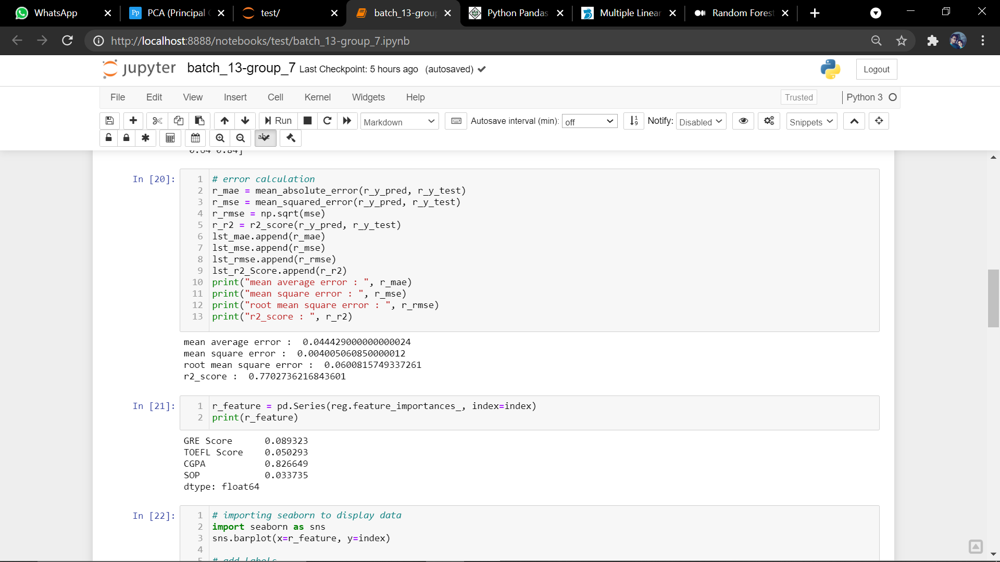 WhatsApp
PCA (Principal
test/
batch_13-grou
Python Pandas
Multiple Linear
Random Forest
http://localhost:8888/notebooks/test/batch_13-group_7.ipynb
jupyter batch_13-group_7 Last Checkpoint: 5 hours ago (autosaved)
Logout
File Edit View Insert Cell Kernel Widgets Help
Trusted
Python 3
Run
Markdown
Autosave interval (min): off
Notify: Disabled
Snippets
abc
0.64 0.84]
In [20]:
1 # error calculation
2 r_mae = mean_absolute_error(r_y_pred, r_y_test)
3 r_mse = mean_squared_error(r_y_pred, r_y_test)
4 r_rmse = np.sqrt(mse)
5 r_r2 = r2_score(r_y_pred, r_y_test)
6 lst_mae.append(r_mae)
7 lst_mse.append(r_mse)
8 lst_rmse.append(r_rmse)
9 lst_r2_Score.append(r_r2)
10 print("mean average error : ", r_mae)
11 print("mean square error : ", r_mse)
12 print("root mean square error : ", r_rmse)
13 print("r2_score : ", r_r2)
mean average error :  0.044429000000000024
mean square error :  0.004005060850000012
root mean square error :  0.0600815749337261
r2_score :  0.7702736216843601
In [21]:
1 r_feature = pd.Series(reg.feature_importances_, index=index)
2 print(r_feature)
GRE Score      0.089323
TOEFL Score    0.050293
CGPA           0.826649
SOP            0.033735
dtype: float64
In [22]:
1 # importing seaborn to display data
2 import seaborn as sns
3 sns.barplot(x=r_feature, y=index)
4
5 # add labels